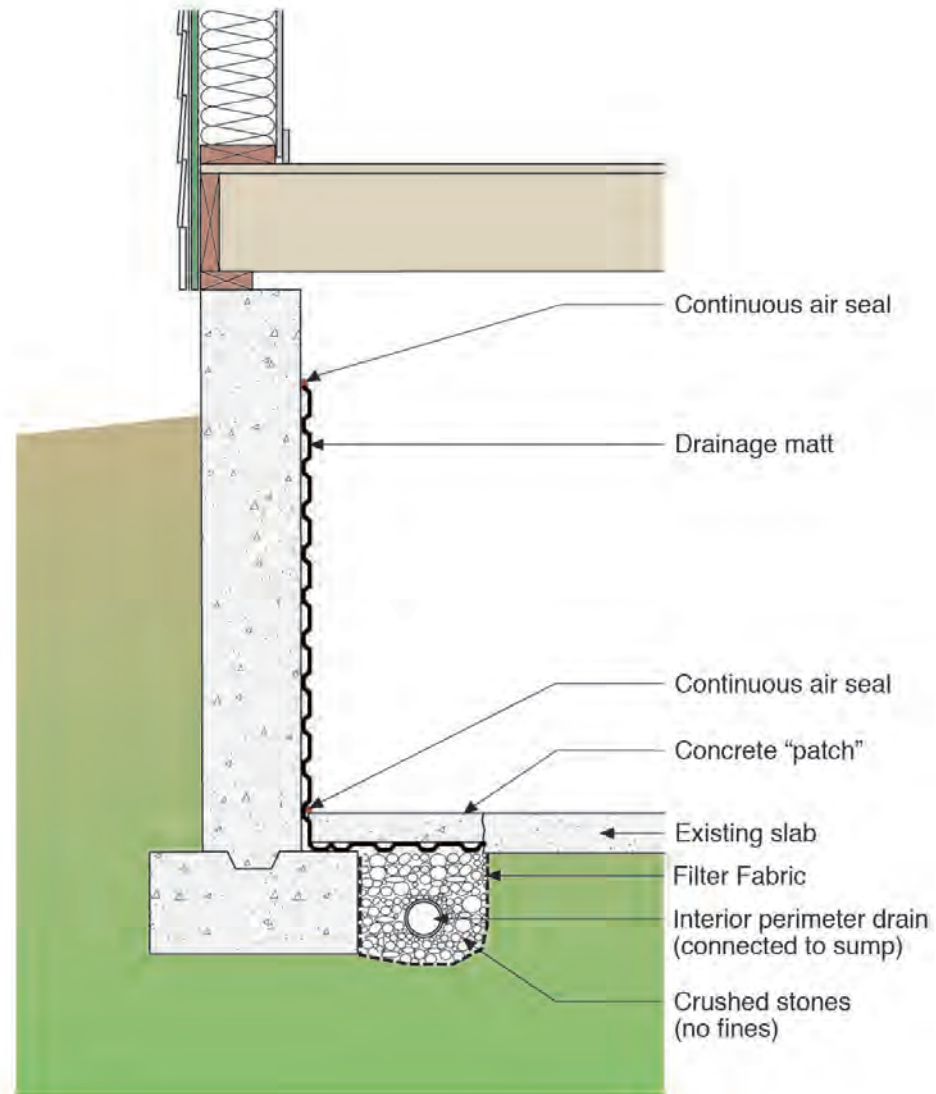 Continuous air seal
Drainage matt
Continuous air seal
Concrete “patch”
Existing slab
Filter Fabric
Interior perimeter drain
(connected to sump)
Crushed stones
(no fines)